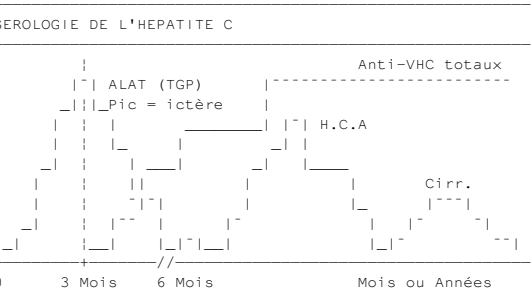 SEROLOGIE DE L'HEPATITE C
Anti-VHC totaux
ALAT (TGP)
Pic = ictère
H.C.A
Cirr.
0 3 Mois 6 Mois Mois ou Années